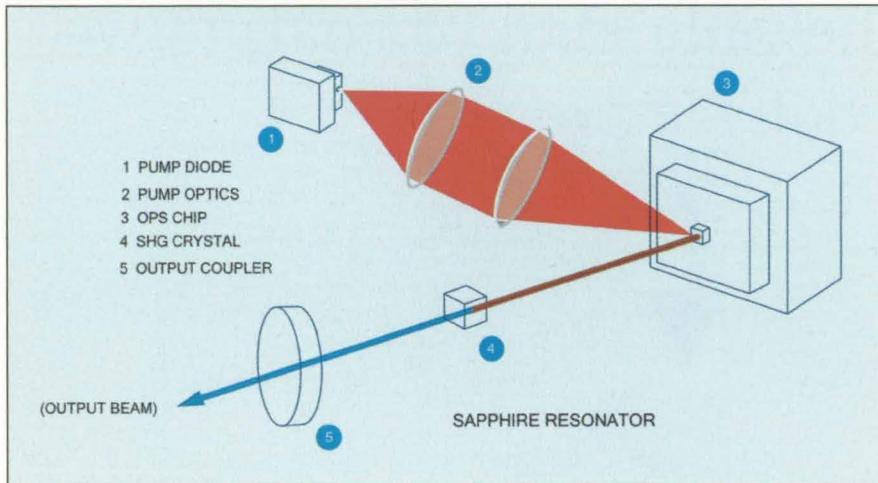 2
3
1
1 PUMP DIODE
2 PUMP OPTICS
3 OPS CHIP
4 SHG CRYSTAL
5 OUTPUT COUPLER
4
(OUTPUT BEAM)
SAPPHIRE RESONATOR
5